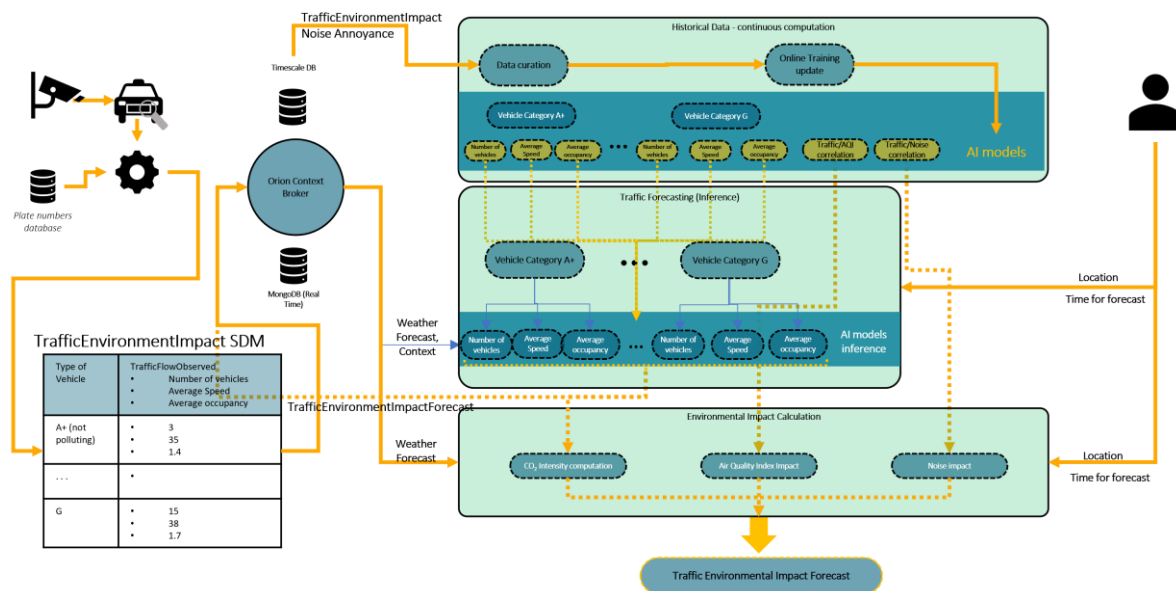 TrafficEnvironmentImpact
Noise Annoyance
Timescale DB
Orion Context
Broker
MongoDB (Real
Time)
Plate numbers
database
TrafficEnvironmentImpact SDM
Type of
Vehicle
TrafficFlowObserved
• Number of vehicles
• Average Speed
• Average occupancy
A+ (not
polluting)
• 3
• 35
• 1.4
. . .
•
G
• 15
• 38
• 1.7
Historical Data - continuous computation
Data curation
Online Training
update
Vehicle Category A+
Vehicle Category G
Number of
vehicles
Average
Speed
Average
occupancy
• • •
Number of
vehicles
Average
Speed
Average
occupancy
Traffic/AQI
correlation
Traffic/Noise
correlation
AI models
Traffic Forecasting (Inference)
Vehicle Category A+
• • •
Vehicle Category G
Weather
Forecast,
Context
Number of
vehicles
Average
Speed
Average
occupancy
...
Number of
vehicles
Average
Speed
Average
occupancy
AI models
inference
Location
Time for forecast
TrafficEnvironmentImpactForecast
Environmental Impact Calculation
Weather
Forecast
CO₂ Intensity computation
Air Quality Index Impact
Noise impact
Location
Time for forecast
Traffic Environmental Impact Forecast